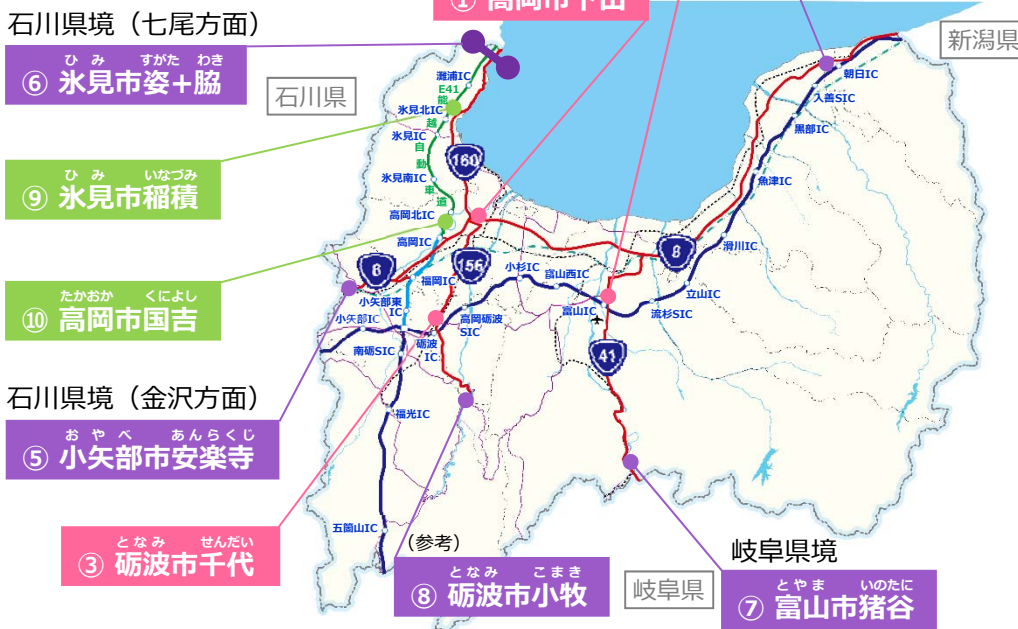 ① 高岡市下田
石川県境（七尾方面）
ひみ すがた わき
⑥ 氷見市姿+脇
石川県
新潟県
ひみ いなづみ
⑨ 氷見市稲積
たかおか くによし
⑩ 高岡市国吉
石川県境（金沢方面）
おやべ あんらくじ
⑤ 小矢部市安楽寺
となみ せんだい
③ 砺波市千代
(参考)
となみ こまき
⑧ 砺波市小牧
岐阜県
岐阜県境
とやま いのたに
⑦ 富山市猪谷
灘浦IC
E41
能越自動車道
氷見北IC
氷見IC
氷見南IC
高岡北IC
高岡IC
160
8
156
8
41
福岡IC
小矢部東
IC
小矢部IC
南砺SIC
砺波
IC
高岡砺波
SIC
小杉IC
富山西IC
富山IC
流杉SIC
立山IC
滑川IC
魚津IC
黒部IC
入善SIC
朝日IC
福光IC
五箇山IC